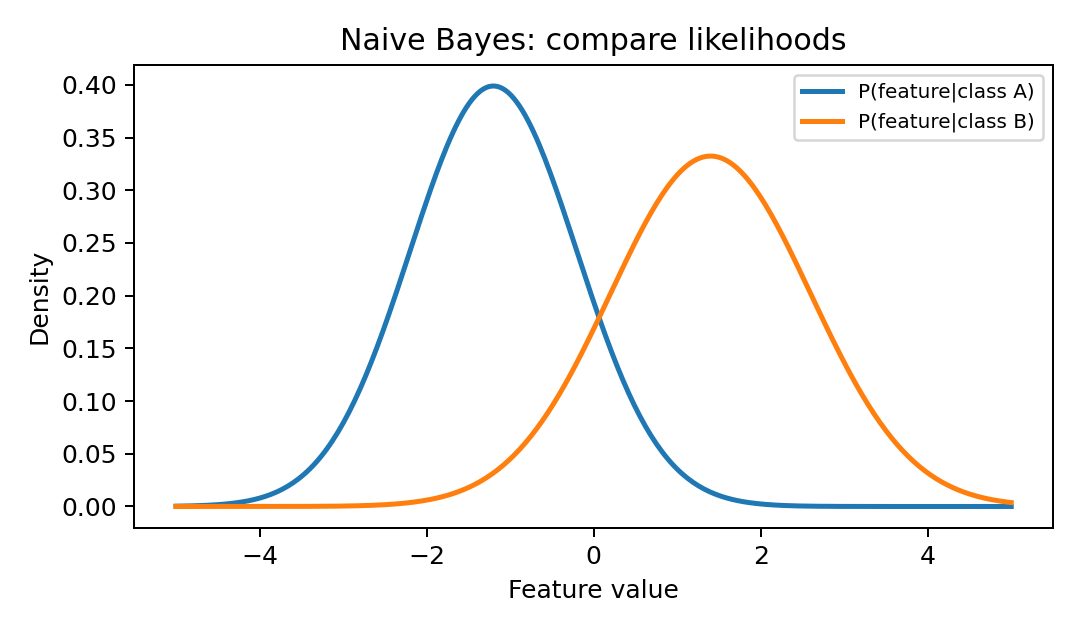 Naive Bayes: compare likelihoods
P(feature|class A)
P(feature|class B)
Density
0.40
0.35
0.30
0.25
0.20
0.15
0.10
0.05
0.00
−4 −2 0 2 4
Feature value